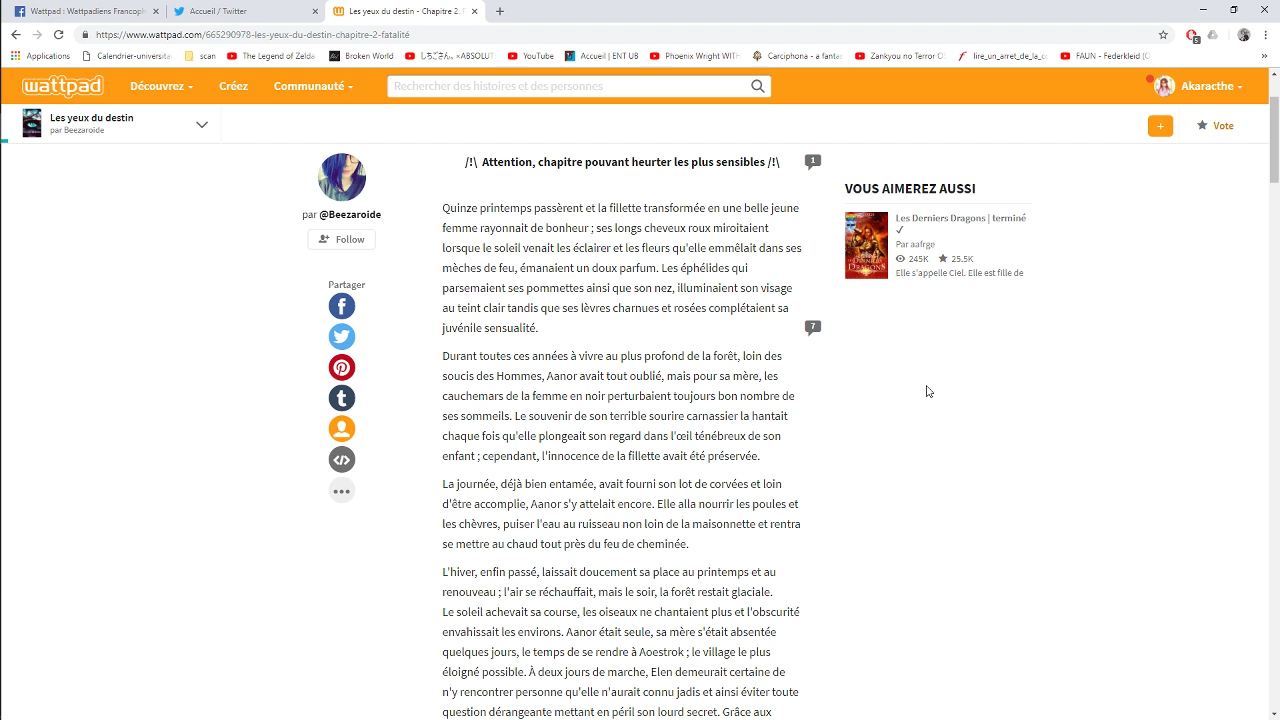 Wattpad : Wattpadiens Francoph
Accueil / Twitter
Les yeux du destin - Chapitre 2. F
https://www.wattpad.com/665290978-les-yeux-du-destin-chapitre-2-fatalité
5
Applications
Calendrier-universita
scan
The Legend of Zelda
Broken World
しちごさん。×ABSOLUT
YouTube
Accueil | ENT UB
Phoenix Wright WITH
Garciphona - a fantas
Zankyou no Terror OS
lire_un_arret_de_la_cc
FAUN - Federkleid (O
»
wattpad
Découvrez
Créez
Communauté
Rechercher des histoires et des personnes
Akaracthe
Les yeux du destin
par Beezaroide
+
Vote
par @Beezaroide
Follow
Partager
/!\ Attention, chapitre pouvant heurter les plus sensibles /!\
1
Quinze printemps passèrent et la fillette transformée en une belle jeune
femme rayonnait de bonheur ; ses longs cheveux roux miroitaient
lorsque le soleil venait les éclairer et les fleurs qu'elle emmêlait dans ses
mèches de feu, émanaient un doux parfum. Les éphélides qui
parsemaient ses pommettes ainsi que son nez, illuminaient son visage
au teint clair tandis que ses lèvres charnues et rosées complétaient sa
juvénile sensualité.
7
Durant toutes ces années à vivre au plus profond de la forêt, loin des
soucis des Hommes, Aanor avait tout oublié, mais pour sa mère, les
cauchemars de la femme en noir perturbaient toujours bon nombre de
ses sommeils. Le souvenir de son terrible sourire carnassier la hantait
chaque fois qu'elle plongeait son regard dans l'œil ténébreux de son
enfant ; cependant, l'innocence de la fillette avait été préservée.
La journée, déjà bien entamée, avait fourni son lot de corvées et loin
d'être accomplie, Aanor s'y attelait encore. Elle alla nourrir les poules et
les chèvres, puiser l'eau au ruisseau non loin de la maisonnette et rentra
se mettre au chaud tout près du feu de cheminée.
L'hiver, enfin passé, laissait doucement sa place au printemps et au
renouveau ; l'air se réchauffait, mais le soir, la forêt restait glaciale.
Le soleil achevait sa course, les oiseaux ne chantaient plus et l'obscurité
envahissait les environs. Aanor était seule, sa mère s'était absentée
quelques jours, le temps de se rendre à Aoestrok ; le village le plus
éloigné possible. À deux jours de marche, Elen demeurait certaine de
n'y rencontrer personne qu'elle n'aurait connu jadis et ainsi éviter toute
question dérangeante mettant en péril son lourd secret. Grâce aux
VOUS AIMEREZ AUSSI
Les Derniers Dragons | terminé
✓
Par aafrge
245K
25.5K
Elle s'appelle Ciel. Elle est fille de